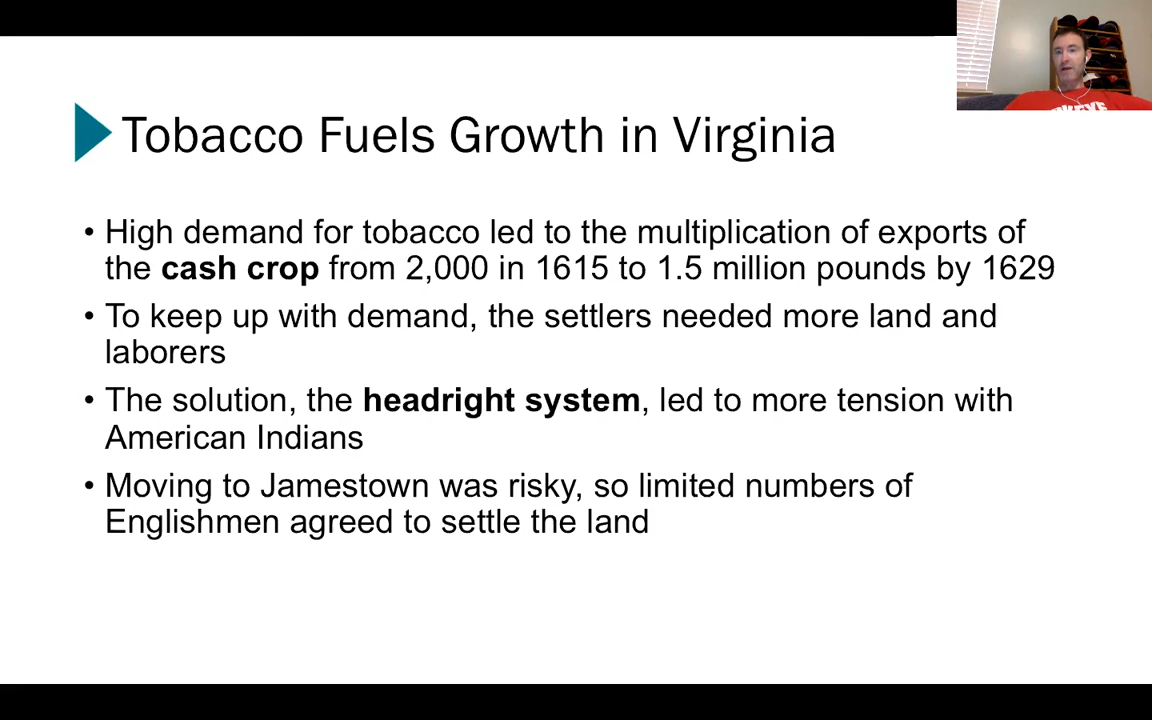 Tobacco Fuels Growth in Virginia
• High demand for tobacco led to the multiplication of exports of
the cash crop from 2,000 in 1615 to 1.5 million pounds by 1629
• To keep up with demand, the settlers needed more land and
laborers
• The solution, the headright system, led to more tension with
American Indians
• Moving to Jamestown was risky, so limited numbers of
Englishmen agreed to settle the land